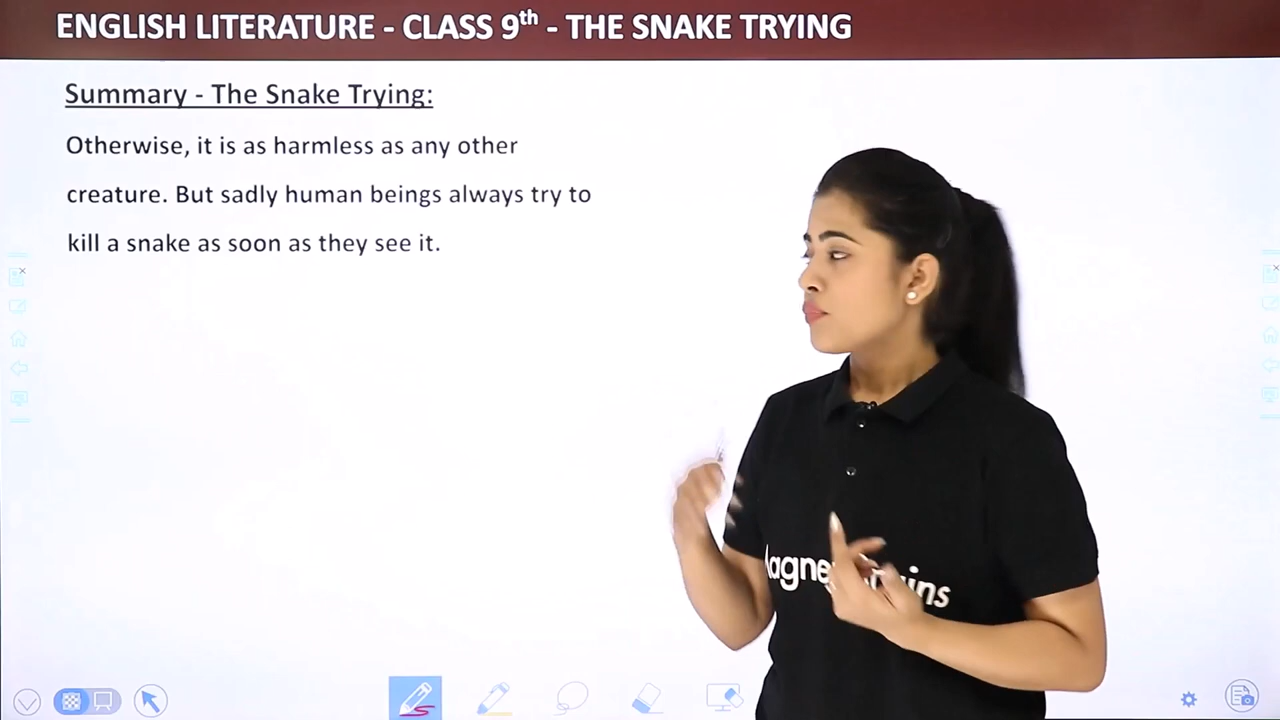 ENGLISH LITERATURE - CLASS 9th - THE SNAKE TRYING
Summary - The Snake Trying:
Otherwise, it is as harmless as any other
creature. But sadly human beings always try to
kill a snake as soon as they see it.